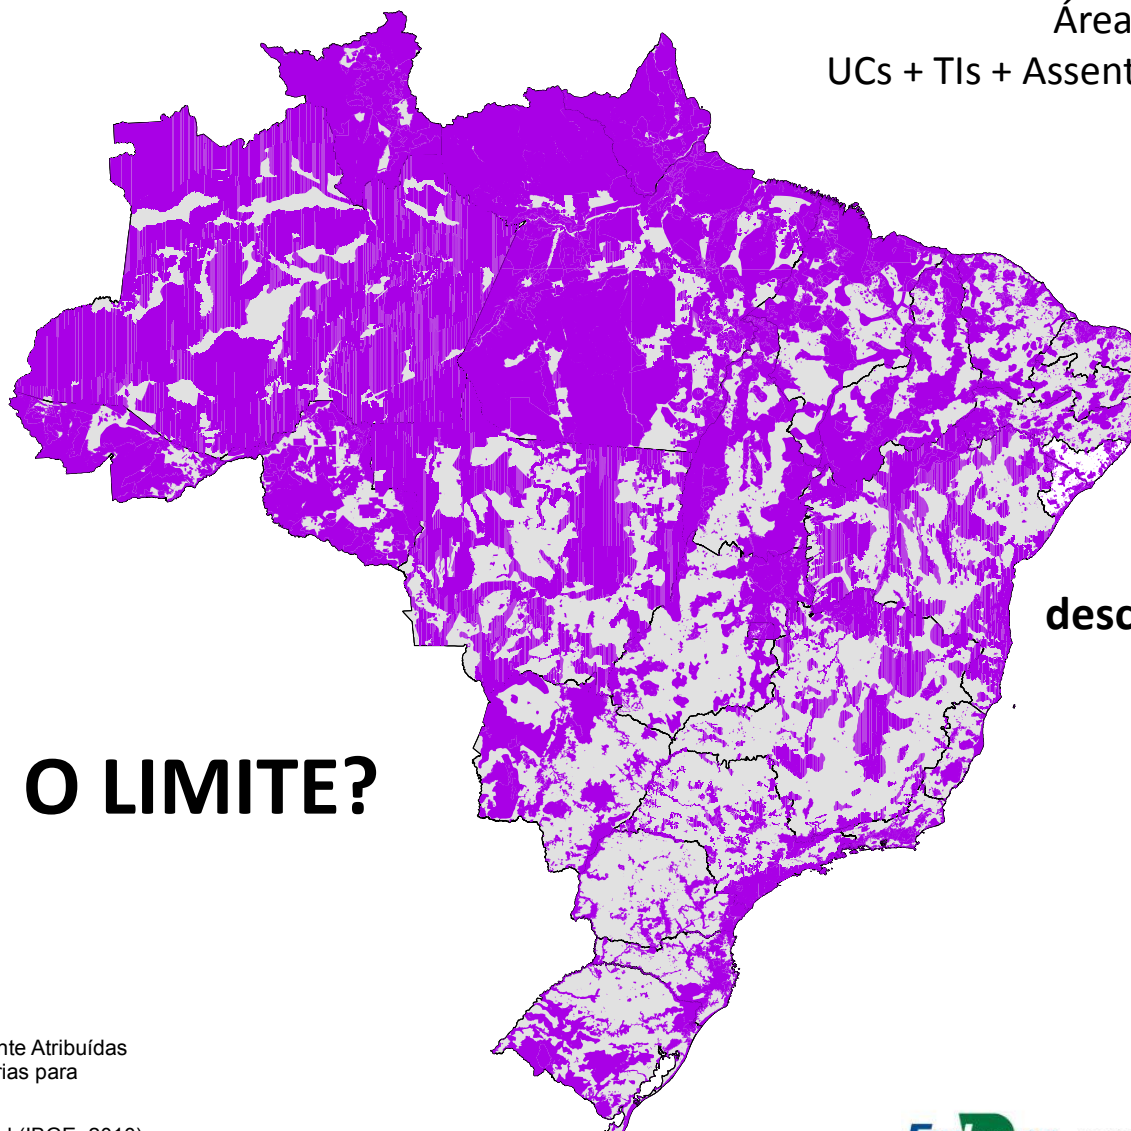 Área
UCs + TIs + Assent
desc
O LIMITE?
nte Atribuídas
rias para